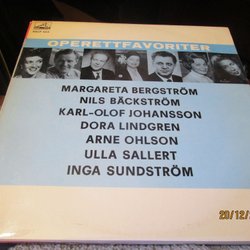 OPERETTFAVORITER
MARGARETA BERGSTRÖM
NILS BÄCKSTRÖM
KARL-OLOF JOHANSSON
DORA LINDGREN
ARNE OHLSON
ULLA SALLERT
INGA SUNDSTRÖM